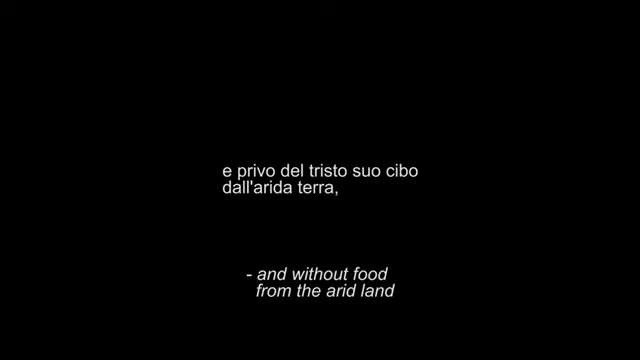 e privo del tristo suo cibo
dall'arida terra,
- and without food
from the arid land